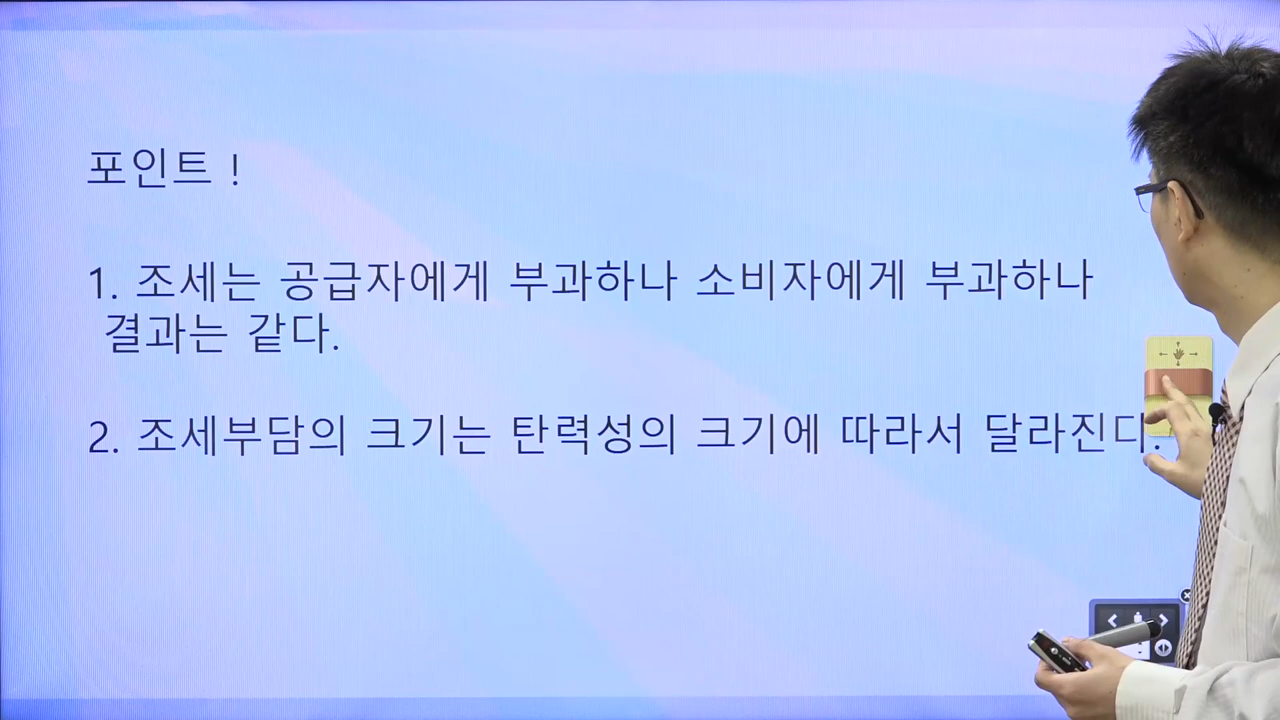 포인트 !
1. 조세는 공급자에게 부과하나 소비자에게 부과하나
결과는 같다.
2. 조세부담의 크기는 탄력성의 크기에 따라서 달라진다.